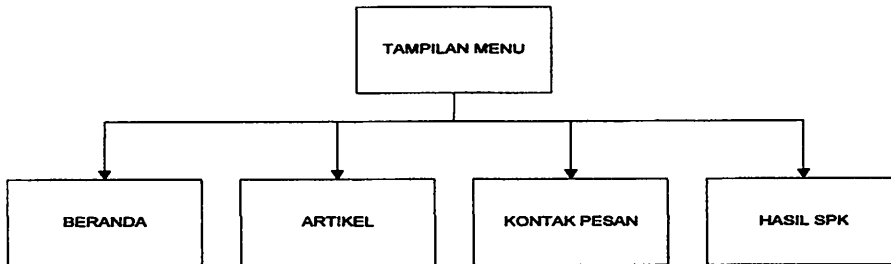 TAMPILAN MENU
BERANDA
ARTIKEL
KONTAK PESAN
HASIL SPK